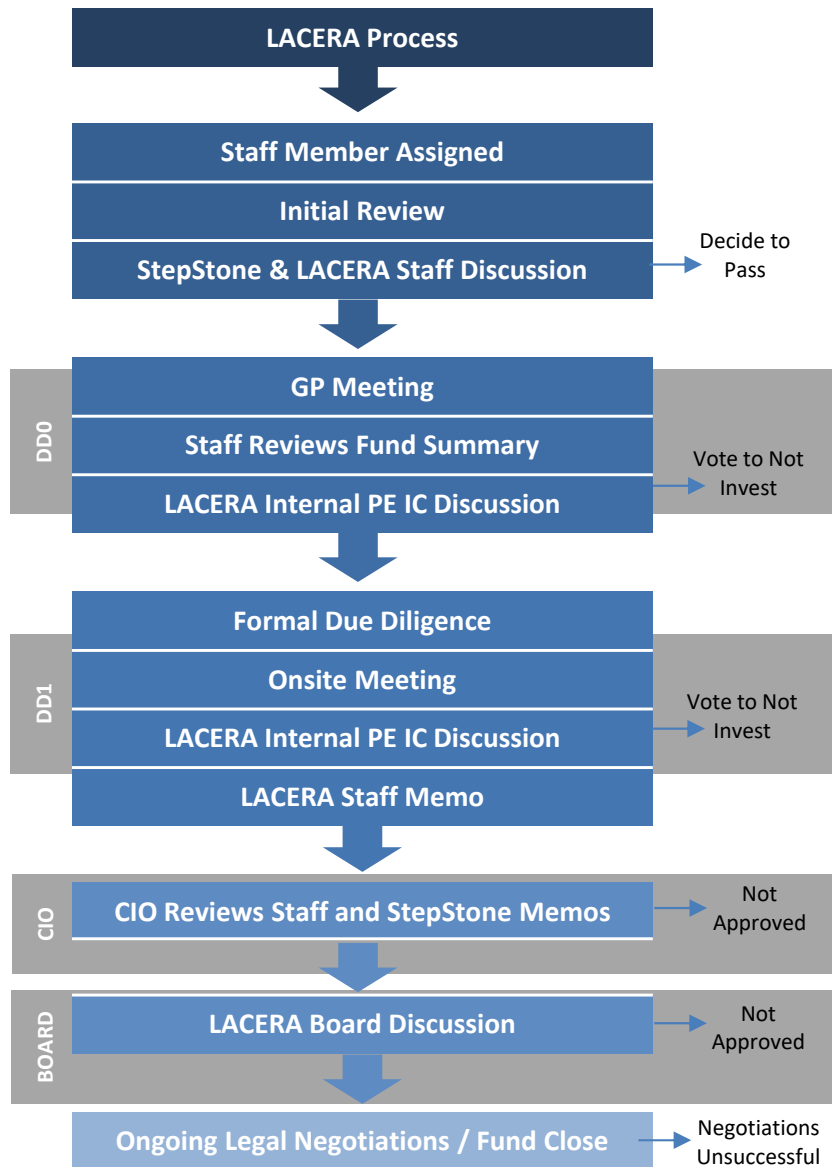 LACERA Process
Staff Member Assigned
Initial Review
StepStone & LACERA Staff Discussion
Decide to
Pass
DD0
GP Meeting
Staff Reviews Fund Summary
LACERA Internal PE IC Discussion
Vote to Not
Invest
DD1
Formal Due Diligence
Onsite Meeting
LACERA Internal PE IC Discussion
Vote to Not
Invest
LACERA Staff Memo
CIO
CIO Reviews Staff and StepStone Memos
Not
Approved
BOARD
LACERA Board Discussion
Not
Approved
Ongoing Legal Negotiations / Fund Close
Negotiations
Unsuccessful